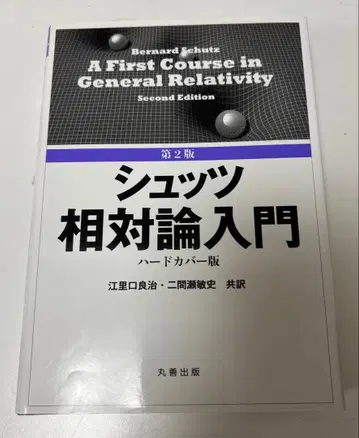 Bernard Schutz
A First Course in
General Relativity
Second Edition
第2版
シュッツ
相対論入門
ハードカバー版
江里口良治・二間瀬敏史 共訳
丸善出版